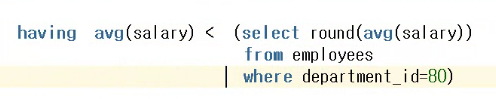 having avg(salary) < (select round(avg(salary))
from employees
where department_id=80)